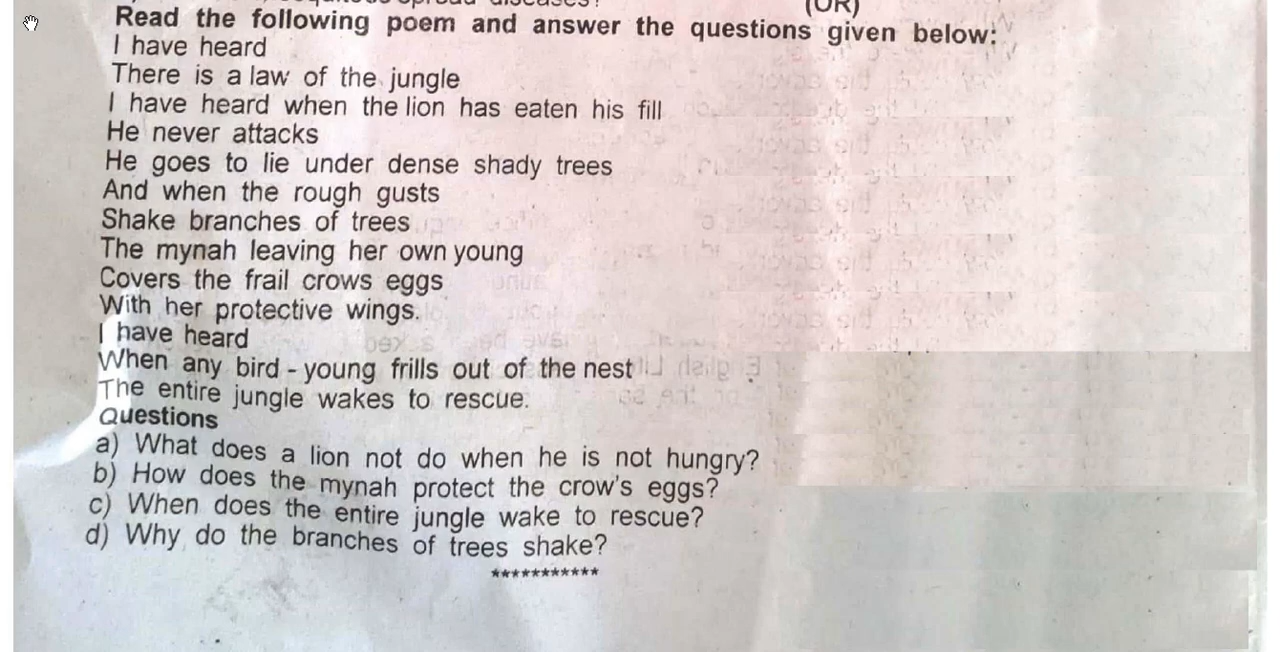 (OR)
Read the following poem and answer the questions given below:
I have heard
There is a law of the jungle
I have heard when the lion has eaten his fill
He never attacks
He goes to lie under dense shady trees
And when the rough gusts
Shake branches of trees
The mynah leaving her own young
Covers the frail crows eggs
With her protective wings.
I have heard
When any bird - young frills out of the nest
The entire jungle wakes to rescue.
Questions
a) What does a lion not do when he is not hungry?
b) How does the mynah protect the crow's eggs?
c) When does the entire jungle wake to rescue?
d) Why do the branches of trees shake?
***********